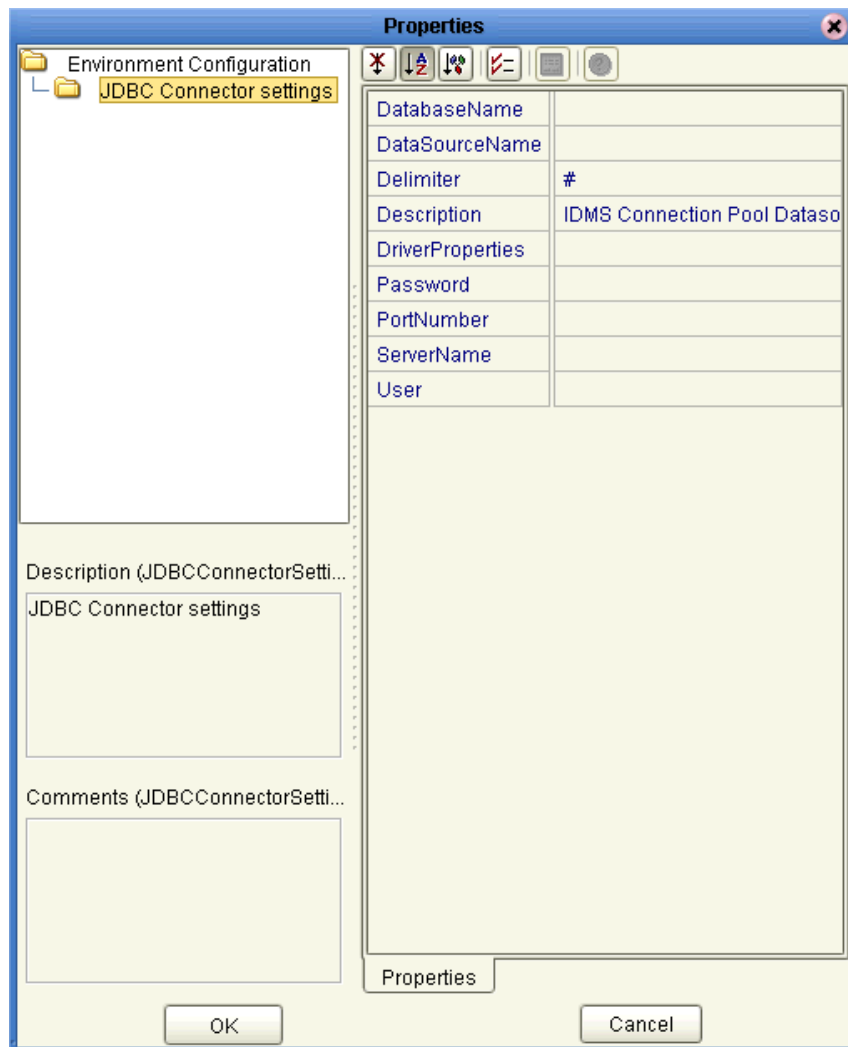 Properties
Environment Configuration
JDBC Connector settings
DatabaseName
DataSourceName
Delimiter #
Description IDMS Connection Pool Dataso
DriverProperties
Password
PortNumber
ServerName
User
Description (JDBCConnectorSetti...
JDBC Connector settings
Comments (JDBCConnectorSetti...
Properties
OK Cancel